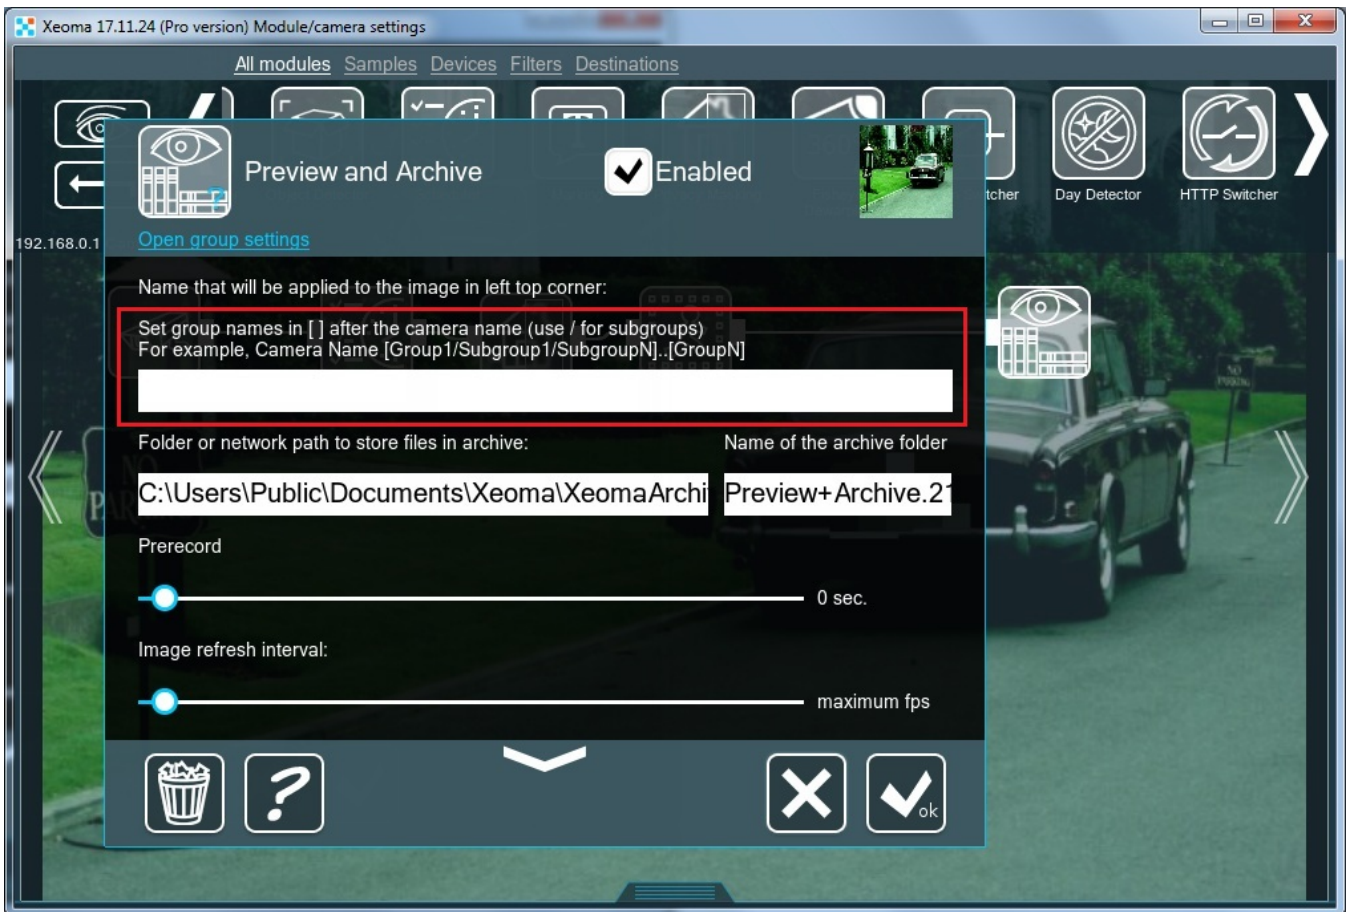 Xeoma 17.11.24 (Pro version) Module/camera settings
All modules Samples Devices Filters Destinations
Preview and Archive
Enabled
tcher
Day Detector
HTTP Switcher
192.168.0.1
Open group settings
Name that will be applied to the image in left top corner:
Set group names in [ ] after the camera name (use / for subgroups)
For example, Camera Name [Group1/Subgroup1/SubgroupN]..[GroupN]
NO
PARKING
Folder or network path to store files in archive:
Name of the archive folder
C:\Users\Public\Documents\Xeoma\XeomaArchi
Preview+Archive.21
Prerecord
0 sec.
Image refresh interval:
maximum fps
?
ok